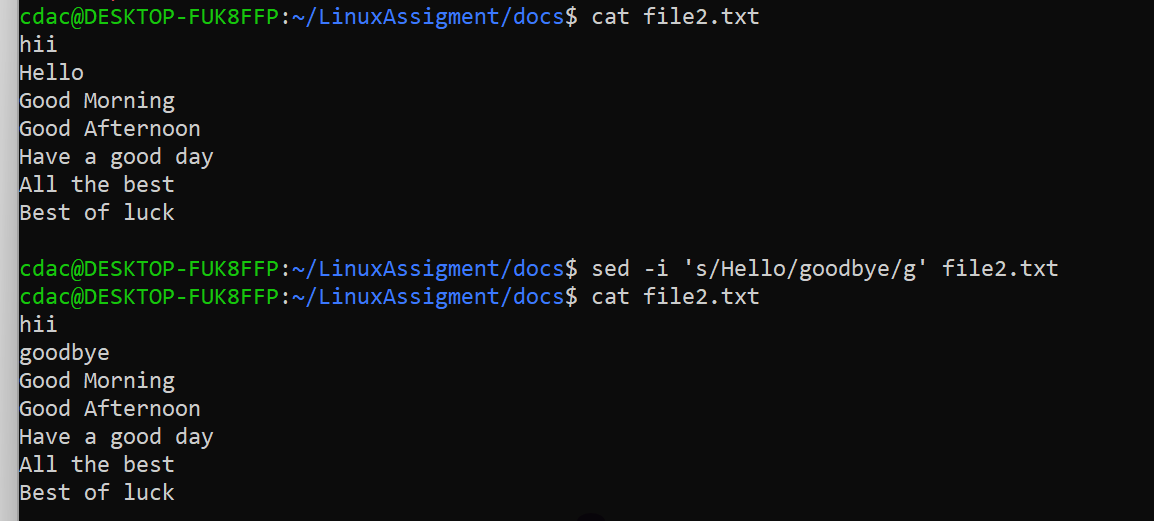 cdac@DESKTOP-FUK8FFP:~/LinuxAssigment/docs$ cat file2.txt
hii
Hello
Good Morning
Good Afternoon
Have a good day
All the best
Best of luck

cdac@DESKTOP-FUK8FFP:~/LinuxAssigment/docs$ sed -i 's/Hello/goodbye/g' file2.txt
cdac@DESKTOP-FUK8FFP:~/LinuxAssigment/docs$ cat file2.txt
hii
goodbye
Good Morning
Good Afternoon
Have a good day
All the best
Best of luck